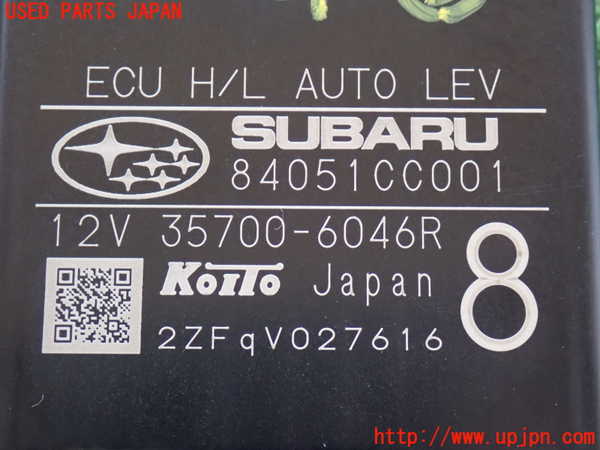 USED PARTS JAPAN
ECU H/L AUTO LEV
SUBARU
84051CC001
12V 35700-6046R
8
KOITO Japan
2ZFqV027616
http://www.upjpn.com/